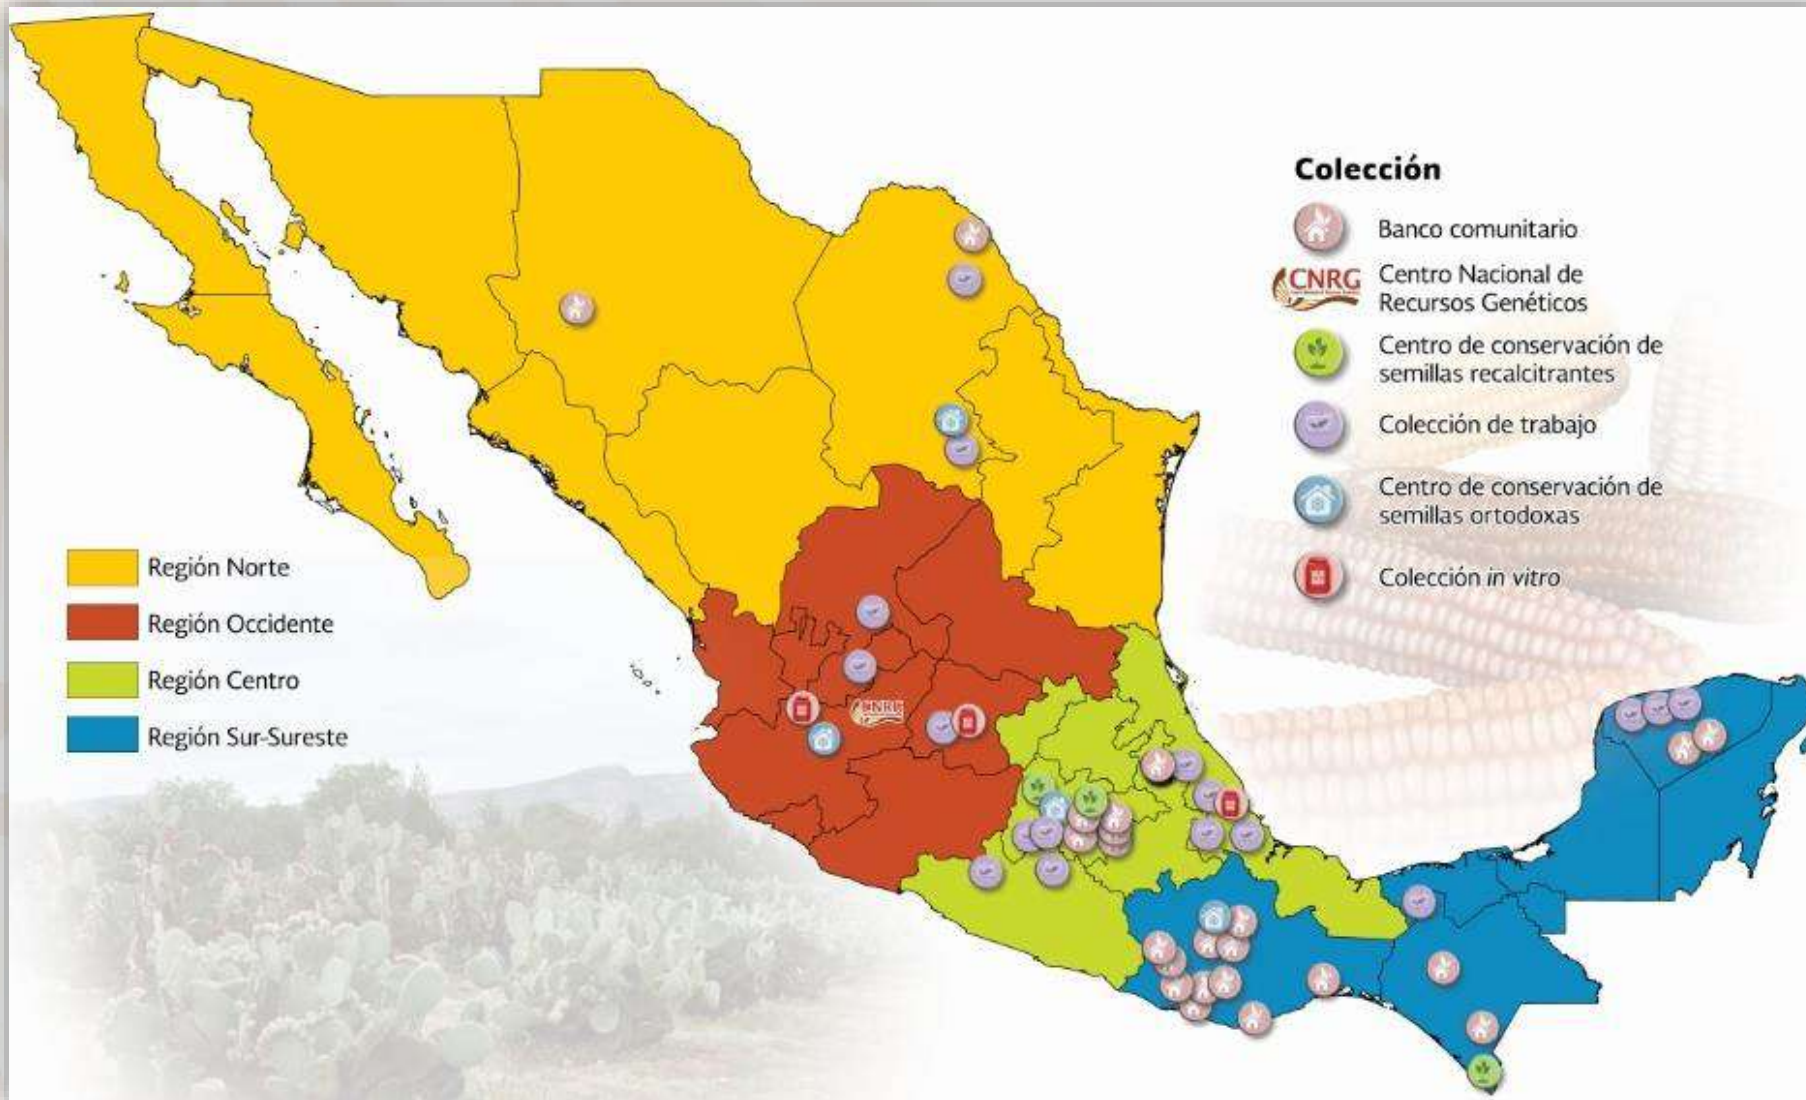 Colección
Banco comunitario
CNRG
Centro Nacional de
Recursos Genéticos
Centro de conservación de
semillas recalcitrantes
Colección de trabajo
Centro de conservación de
semillas ortodoxas
Colección in vitro
Región Norte
Región Occidente
Región Centro
Región Sur-Sureste
CNRG